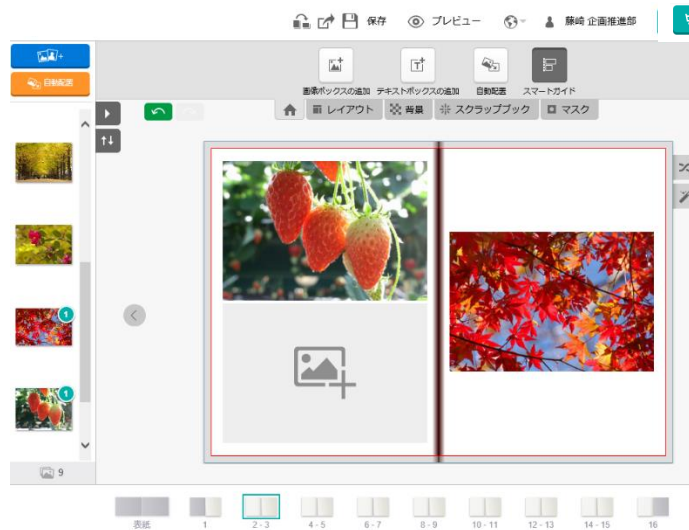 保存
プレビュー
藤崎 企画推進部
自動配置
画像ボックスの追加
テキストボックスの追加
自動配置
スマートガイド
レイアウト
背景
スクラップブック
マスク
1
1
9
表紙
1
2 - 3
4 - 5
6 - 7
8 - 9
10 - 11
12 - 13
14 - 15
16